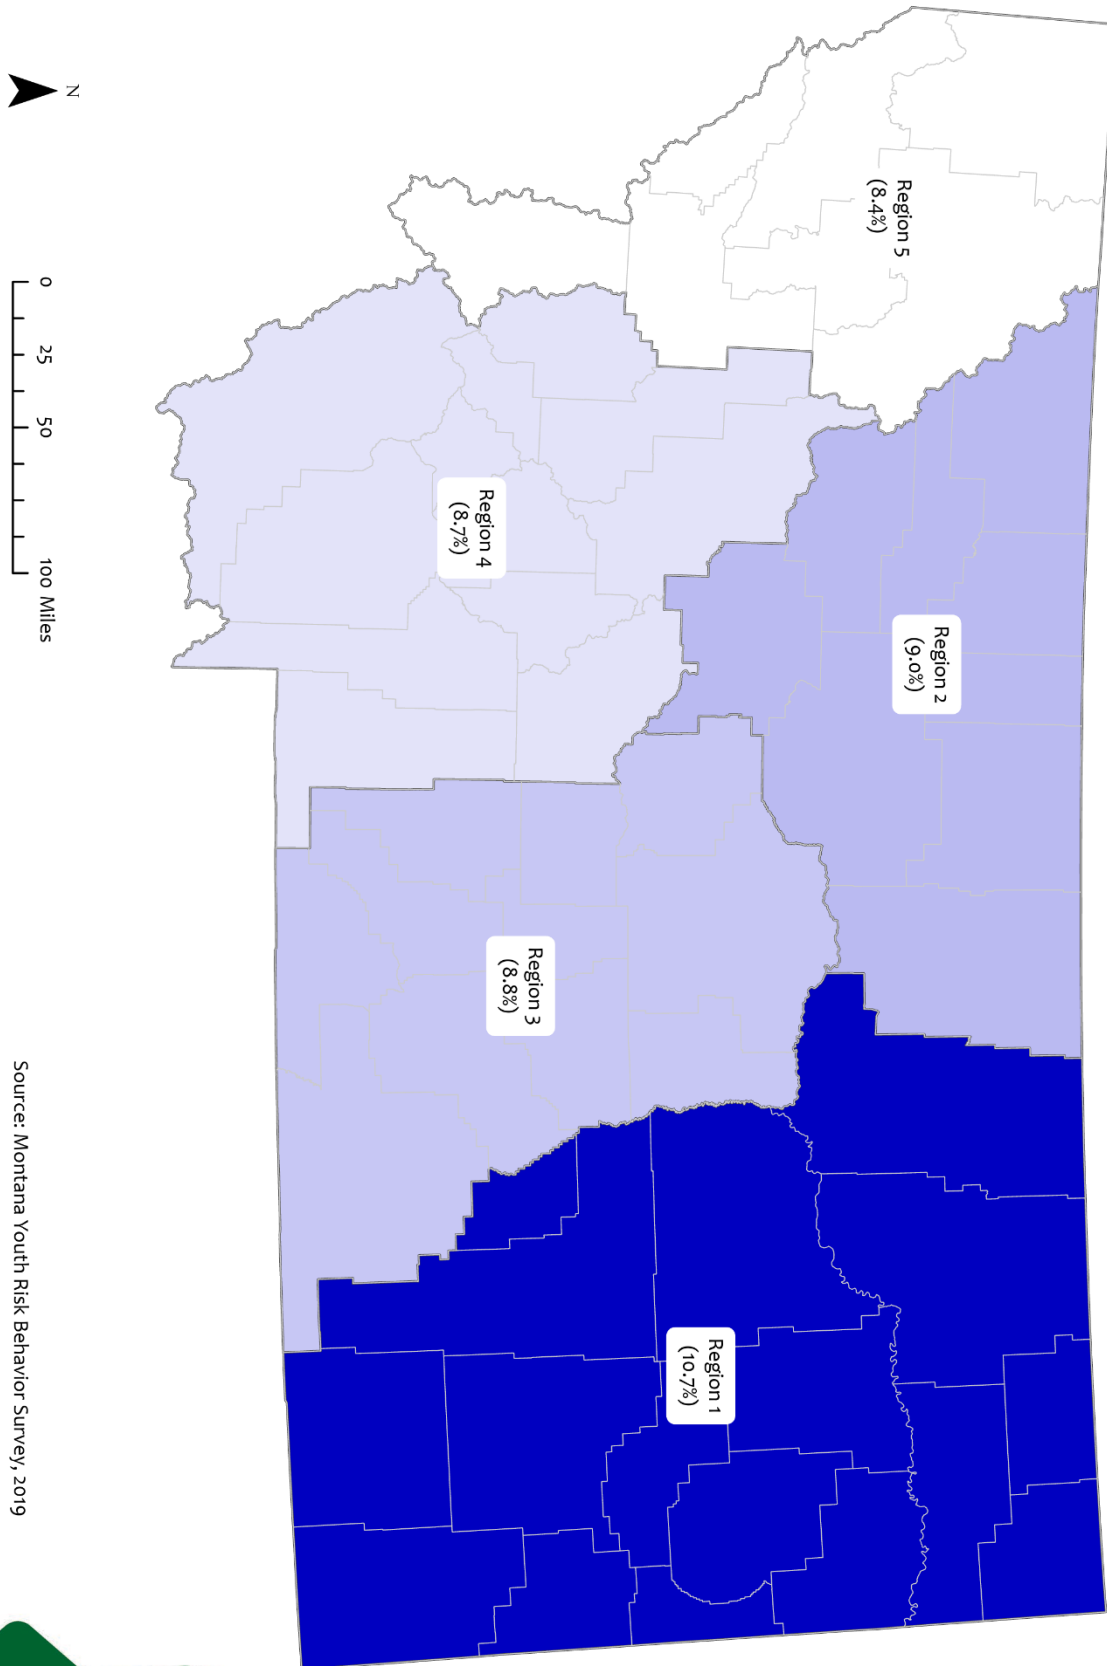 Region 5
(8.4%)
Region 2
(9.0%)
Region 4
(8.7%)
Region 3
(8.8%)
Region 1
(10.7%)
N
0 25 50 100 Miles
Source: Montana Youth Risk Behavior Survey, 2019